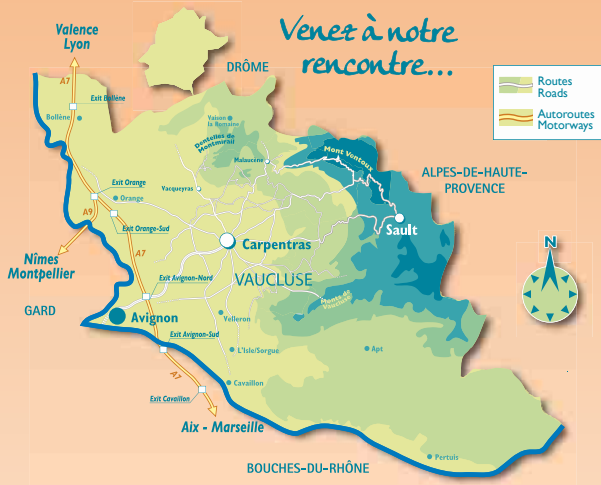 Venez à notre
rencontre...
Valence
Lyon
DRÔME
Routes
Roads
Autoroutes
Motorways
A7
Exit Bollène
Bollène
Vaison
la Romaine
Dentelles de
Montmirail
Malaucène
Mont Ventoux
ALPES-DE-HAUTE-
PROVENCE
Vacqueyras
Exit Orange
Orange
A9
Exit Orange-Sud
Sault
Carpentras
N
A7
Nîmes
Montpellier
Exit Avignon-Nord
VAUCLUSE
Monts de
Vaucluse
GARD
Avignon
Velleron
Exit Avignon-Sud
L'Isle/Sorgue
Apt
A7
Cavaillon
Exit Cavaillon
Aix - Marseille
Pertuis
BOUCHES-DU-RHÔNE